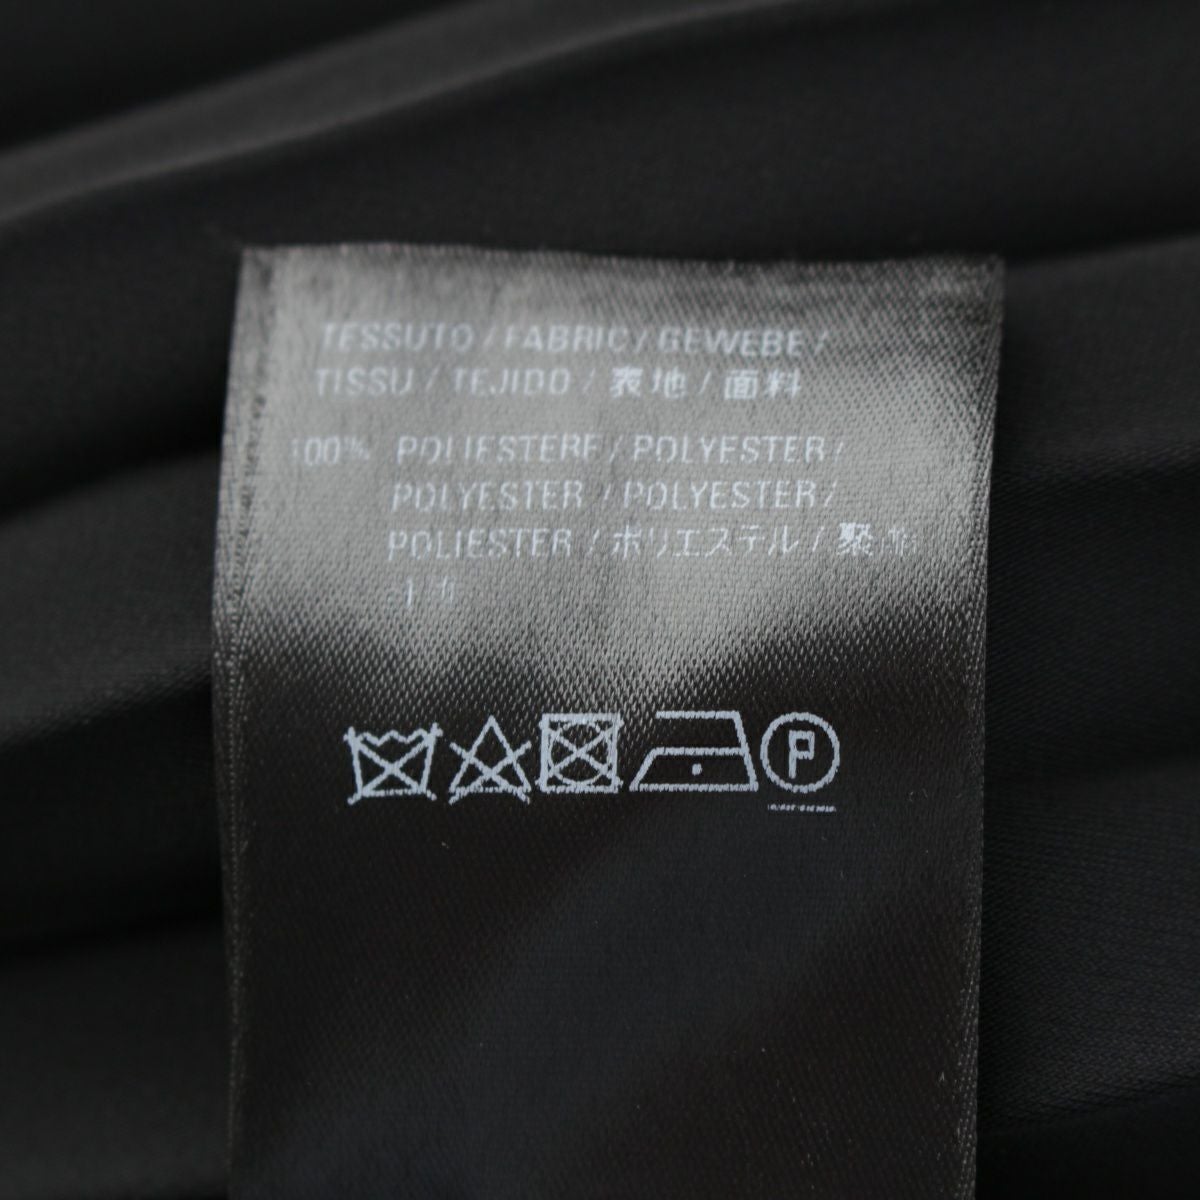 TESSUTO / FABRIC / GEWEBE /
TISSU / TEJIDO / 表地 / 面料
100% POLIESTERE / POLYESTER /
POLYESTER / POLYESTER /
POLIESTER / ポリエステル / 聚酯
P